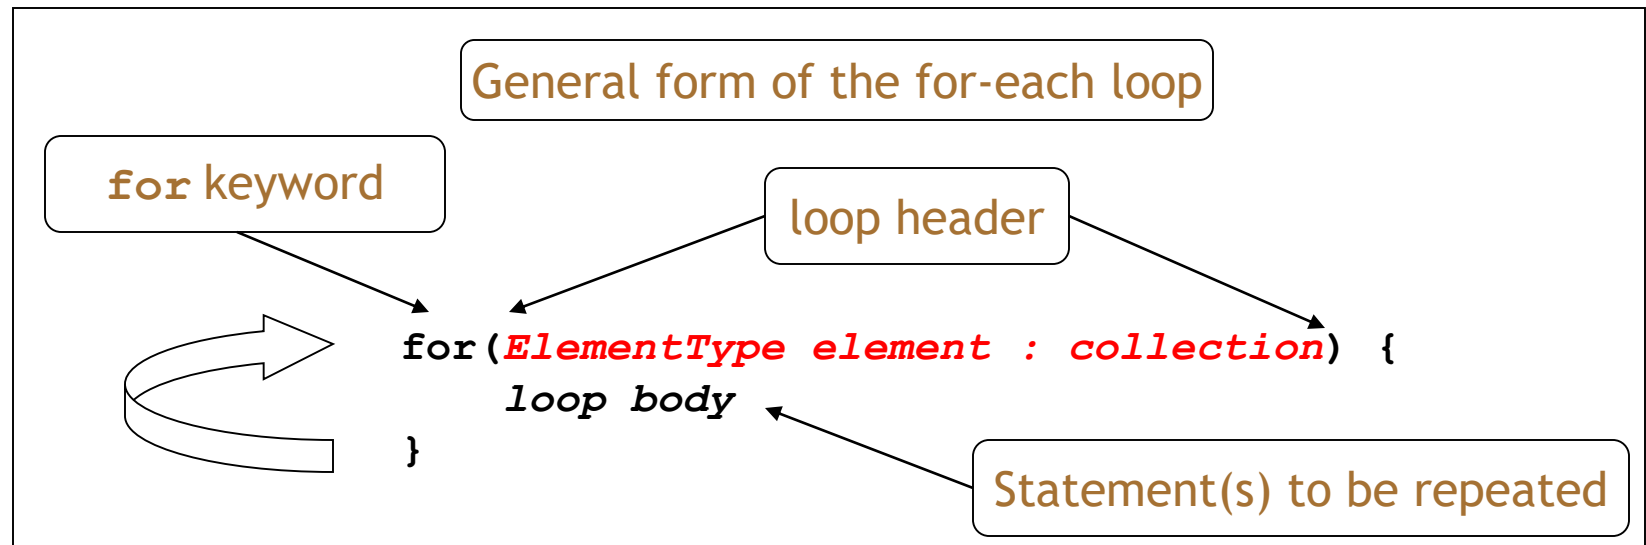 General form of the for-each loop
for keyword
loop header
for(ElementType element : collection) {
loop body
}
Statement(s) to be repeated